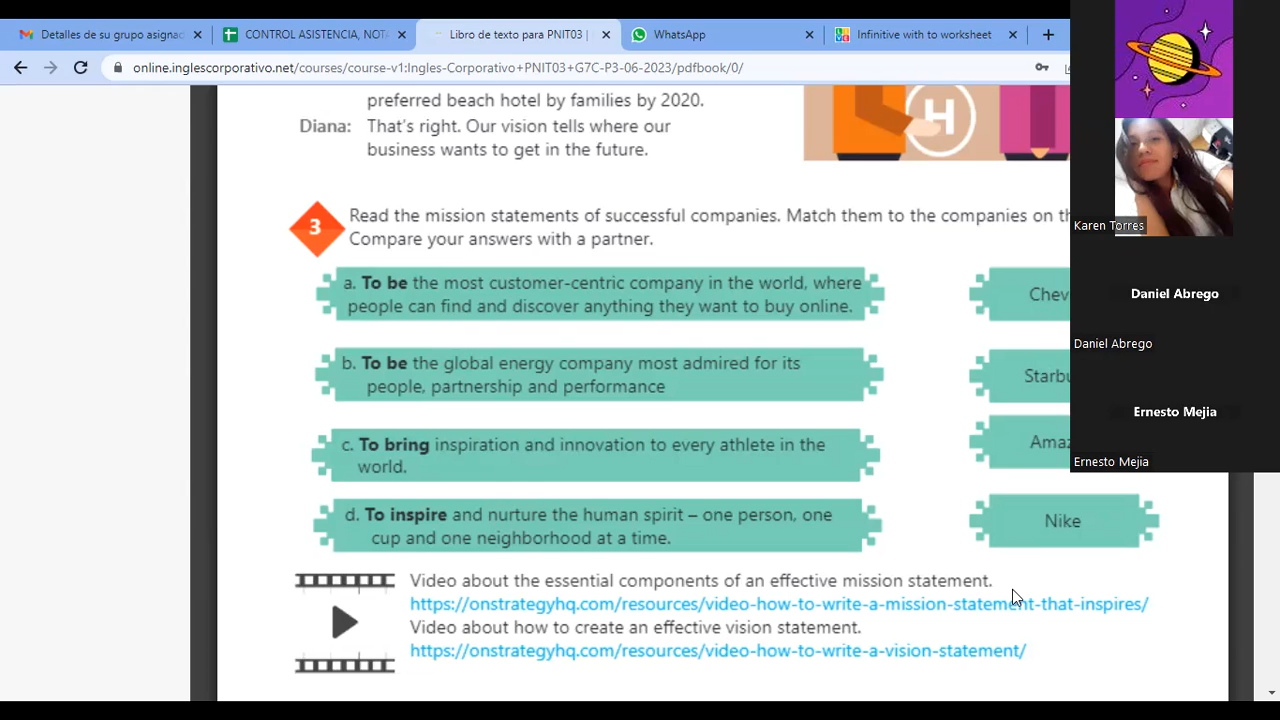 Detalles de su grupo asignac
CONTROL ASISTENCIA, NOT
Libro de texto para PNIT03 |
WhatsApp
Infinitive with to worksheet
online.inglescorporativo.net/courses/course-v1:Ingles-Corporativo+PNIT03+G7C-P3-06-2023/pdfbook/0/
preferred beach hotel by families by 2020.
Diana: That's right. Our vision tells where our
business wants to get in the future.
H
3
Read the mission statements of successful companies. Match them to the companies on th
Compare your answers with a partner.
a. To be the most customer-centric company in the world, where
people can find and discover anything they want to buy online.
Chev
b. To be the global energy company most admired for its
people, partnership and performance
Starbu
c. To bring inspiration and innovation to every athlete in the
world.
Amaz
d. To inspire and nurture the human spirit – one person, one
cup and one neighborhood at a time.
Nike
Video about the essential components of an effective mission statement.
https://onstrategyhq.com/resources/video-how-to-write-a-mission-statement-that-inspires/
Video about how to create an effective vision statement.
https://onstrategyhq.com/resources/video-how-to-write-a-vision-statement/
Karen Torres
Daniel Abrego
Daniel Abrego
Ernesto Mejia
Ernesto Mejia